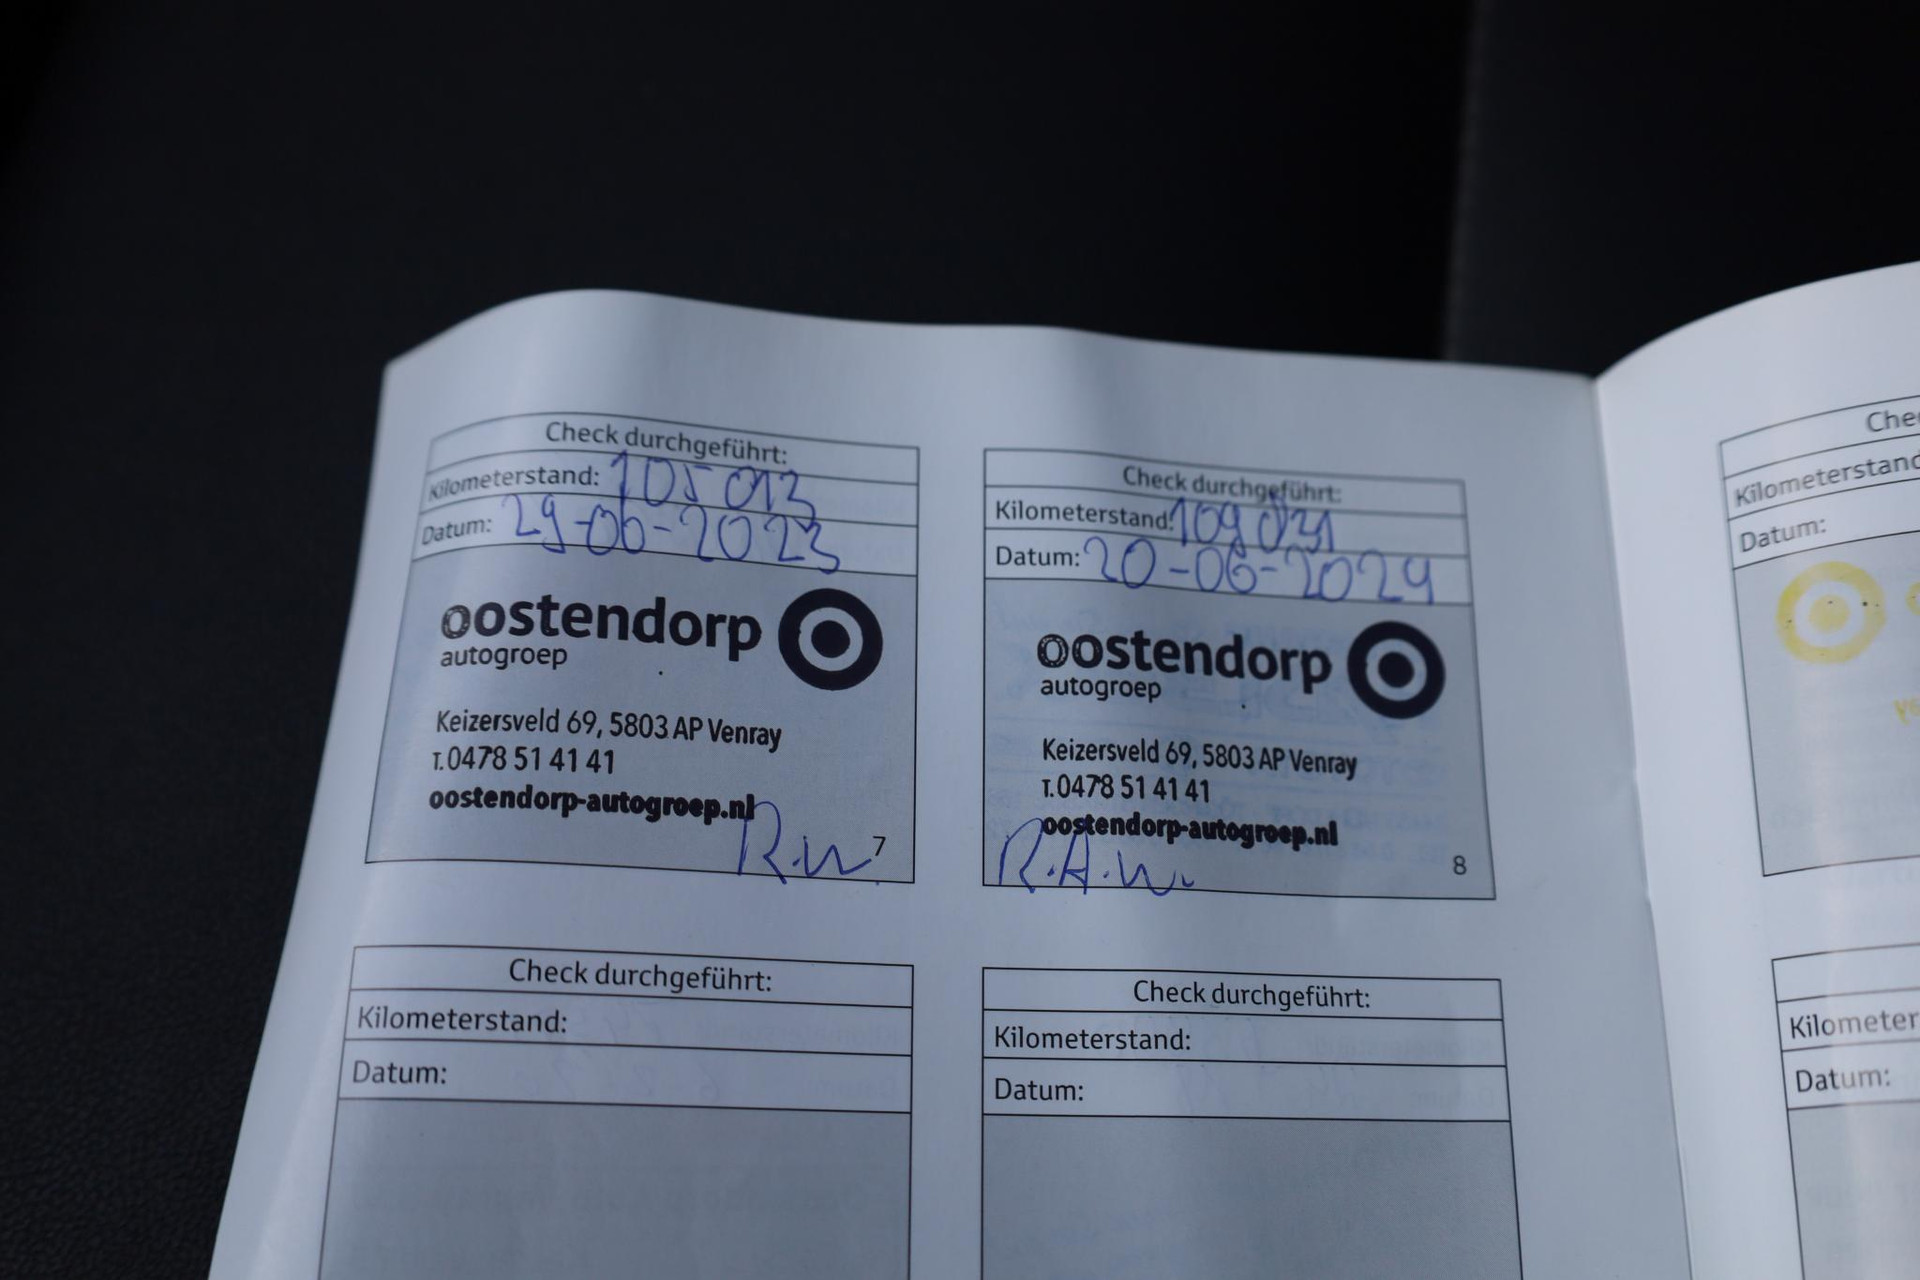 Check durchgeführt:
Kilometerstand: 105 013
Datum: 29-06-2023
oostendorp
autogroep
Keizersveld 69, 5803 AP Venray
T.0478 51 41 41
oostendorp-autogroep.nl
R.W.
7
Check durchgeführt:
Kilometerstand: 109 031
Datum: 20-06-2024
oostendorp
autogroep
Keizersveld 69, 5803 AP Venray
T.0478 51 41 41
oostendorp-autogroep.nl
R.A.W.
8
Check durchgeführt:
Kilometerstand:
Datum:
Check durchgeführt:
Kilometerstand:
Datum:
Che
Kilometerstand
Datum:
Kilometer
Datum: